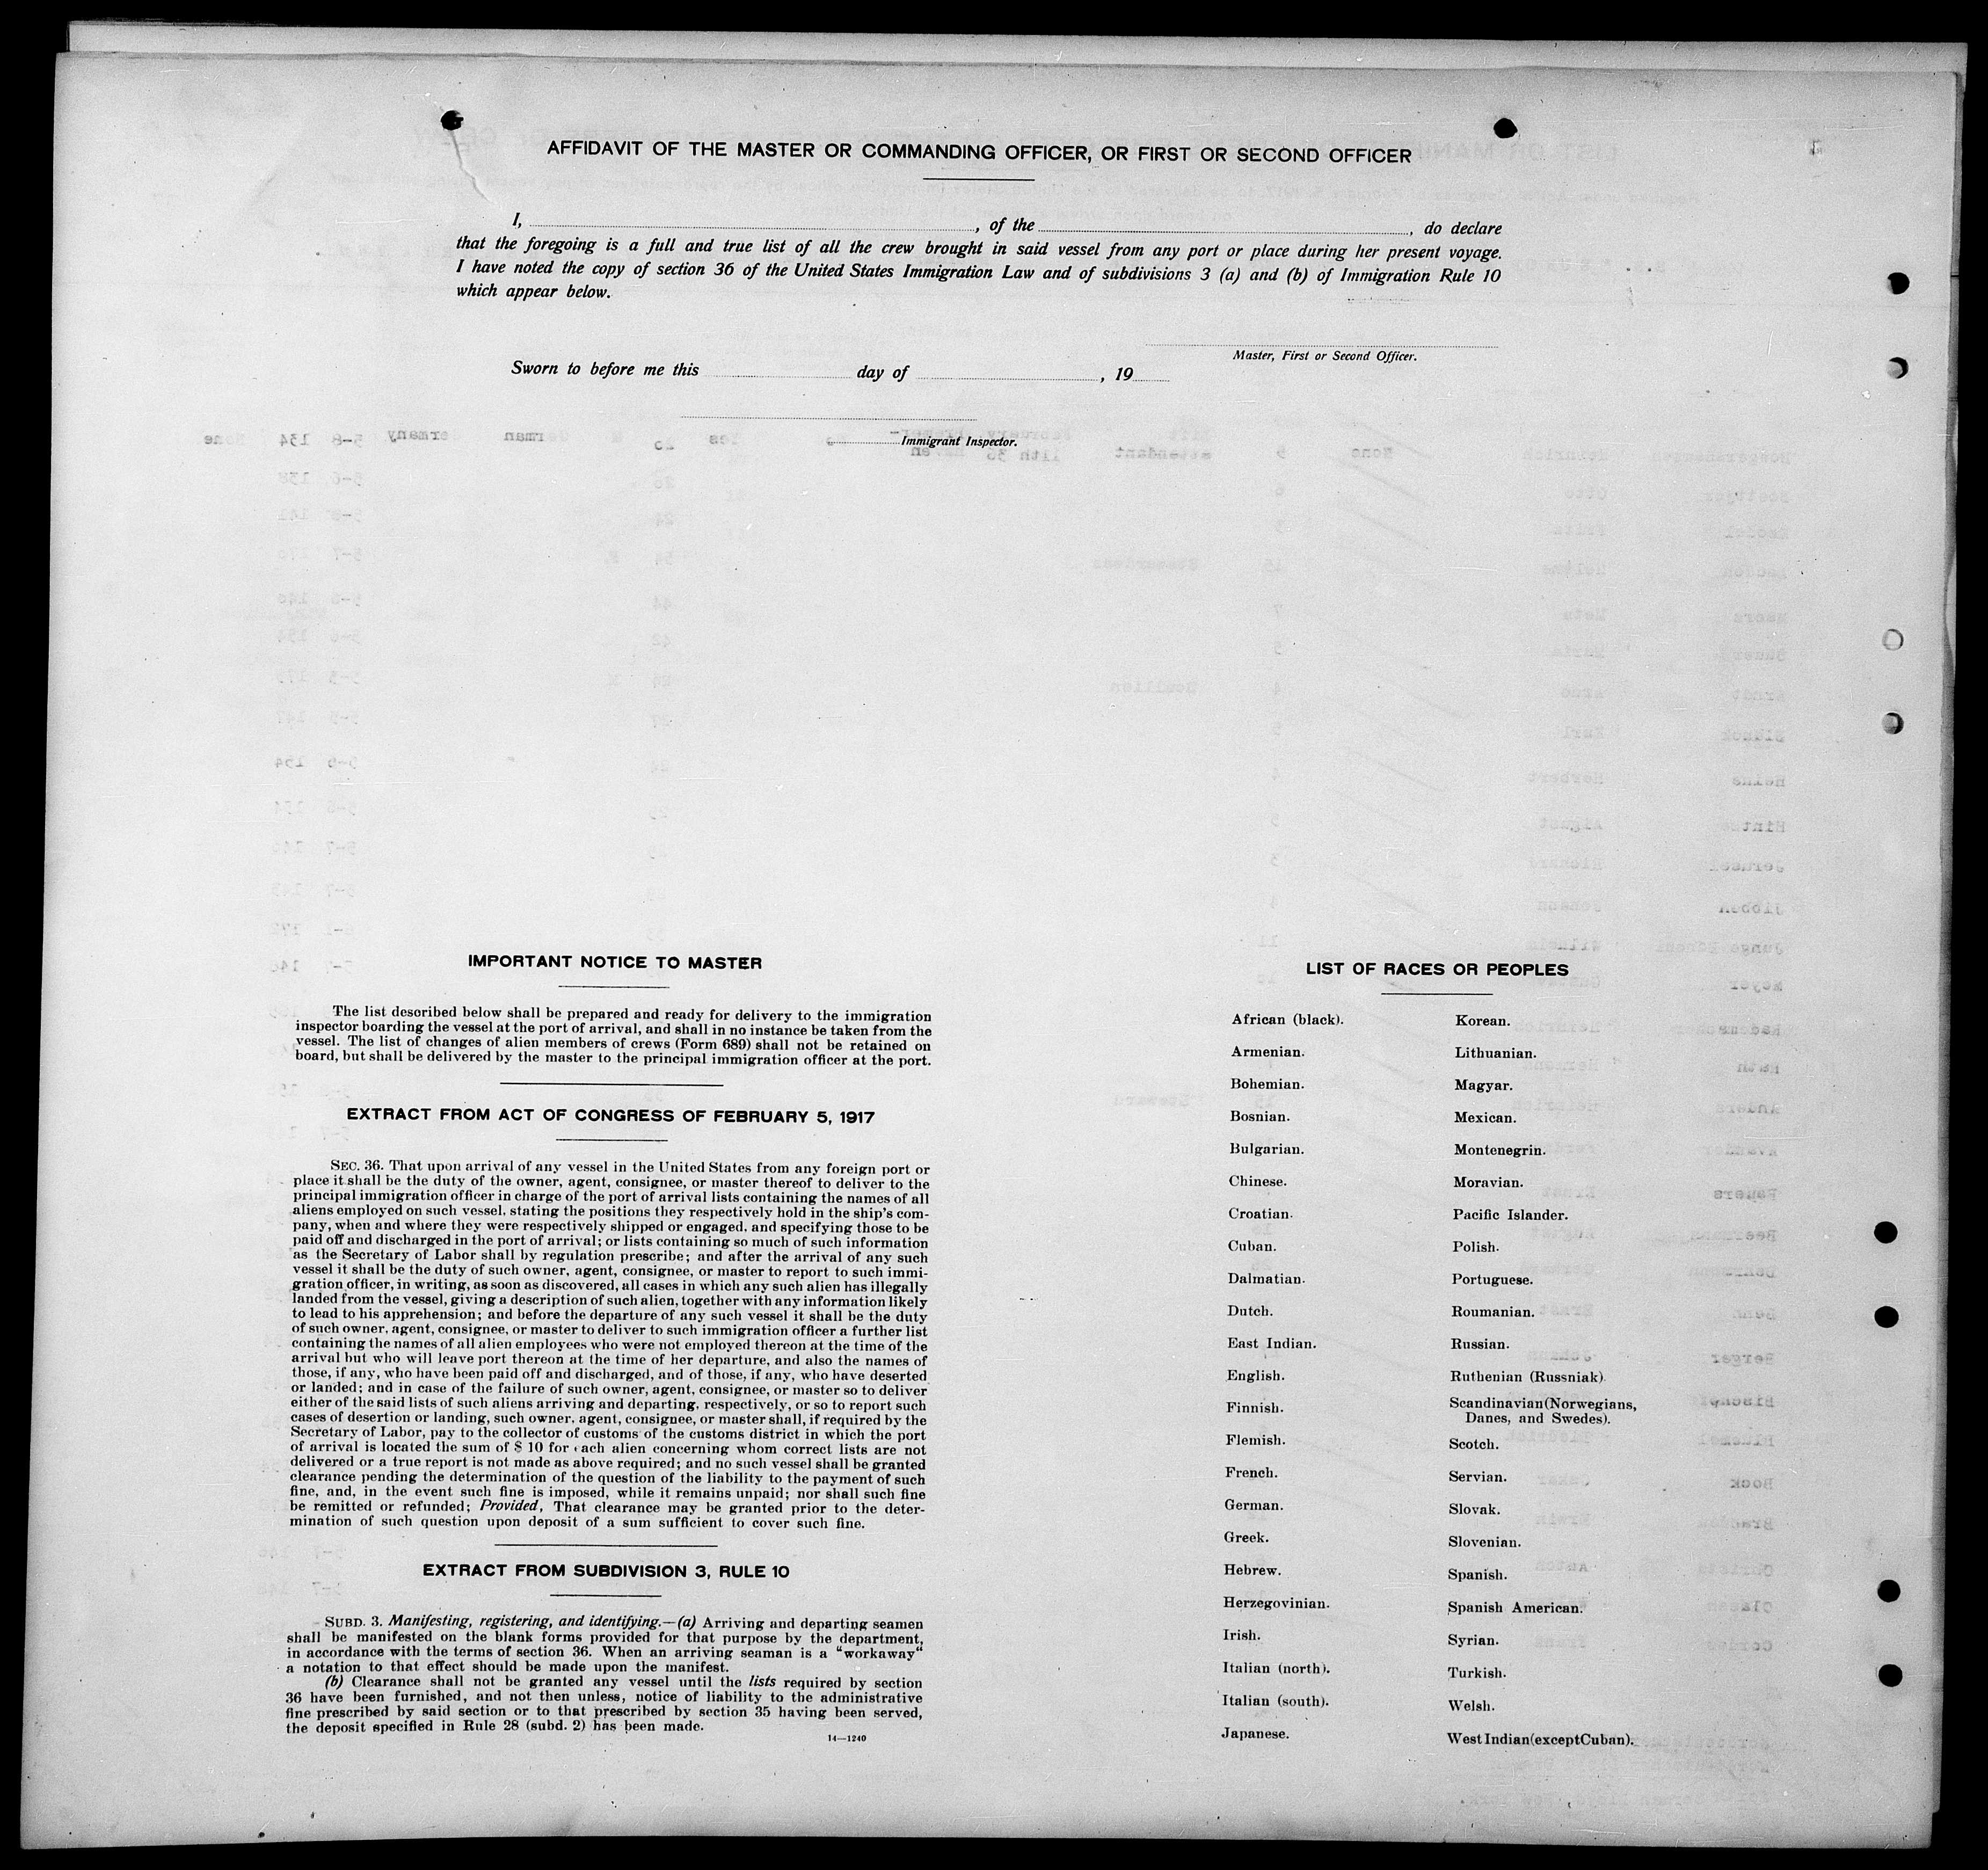 AFFIDAVIT OF THE MASTER OR COMMANDING OFFICER, OR FIRST OR SECOND OFFICER
I, , of the , do declare
that the foregoing is a full and true list of all the crew brought in said vessel from any port or place during her present voyage.
I have noted the copy of section 36 of the United States Immigration Law and of subdivisions 3 (a) and (b) of Immigration Rule 10
which appear below.
Master, First or Second Officer.
Sworn to before me this day of , 19
Immigrant Inspector.
IMPORTANT NOTICE TO MASTER
The list described below shall be prepared and ready for delivery to the immigration
inspector boarding the vessel at the port of arrival, and shall in no instance be taken from the
vessel. The list of changes of alien members of crews (Form 689) shall not be retained on
board, but shall be delivered by the master to the principal immigration officer at the port.
EXTRACT FROM ACT OF CONGRESS OF FEBRUARY 5, 1917
SEC. 36. That upon arrival of any vessel in the United States from any foreign port or
place it shall be the duty of the owner, agent, consignee, or master thereof to deliver to the
principal immigration officer in charge of the port of arrival lists containing the names of all
aliens employed on such vessel, stating the positions they respectively hold in the ship's com-
pany, when and where they were respectively shipped or engaged, and specifying those to be
paid off and discharged in the port of arrival; or lists containing so much of such information
as the Secretary of Labor shall by regulation prescribe; and after the arrival of any such
vessel it shall be the duty of such owner, agent, consignee, or master to report to such immi-
gration officer, in writing, as soon as discovered, all cases in which any such alien has illegally
landed from the vessel, giving a description of such alien, together with any information likely
to lead to his apprehension; and before the departure of any such vessel it shall be the duty
of such owner, agent, consignee, or master to deliver to such immigration officer a further list
containing the names of all alien employees who were not employed thereon at the time of the
arrival but who will leave port thereon at the time of her departure, and also the names of
those, if any, who have been paid off and discharged, and of those, if any, who have deserted
or landed; and in case of the failure of such owner, agent, consignee, or master so to deliver
either of the said lists of such aliens arriving and departing, respectively, or so to report such
cases of desertion or landing, such owner, agent, consignee, or master shall, if required by the
Secretary of Labor, pay to the collector of customs of the customs district in which the port
of arrival is located the sum of $ 10 for each alien concerning whom correct lists are not
delivered or a true report is not made as above required; and no such vessel shall be granted
clearance pending the determination of the question of the liability to the payment of such
fine, and, in the event such fine is imposed, while it remains unpaid; nor shall such fine
be remitted or refunded; Provided, That clearance may be granted prior to the deter-
mination of such question upon deposit of a sum sufficient to cover such fine.
EXTRACT FROM SUBDIVISION 3, RULE 10
SUBD. 3. Manifesting, registering, and identifying.—(a) Arriving and departing seamen
shall be manifested on the blank forms provided for that purpose by the department,
in accordance with the terms of section 36. When an arriving seaman is a "workaway"
a notation to that effect should be made upon the manifest.
(b) Clearance shall not be granted any vessel until the lists required by section
36 have been furnished, and not then unless, notice of liability to the administrative
fine prescribed by said section or to that prescribed by section 35 having been served,
the deposit specified in Rule 28 (subd. 2) has been made.
14—1240
LIST OF RACES OR PEOPLES
African (black).
Armenian.
Bohemian.
Bosnian.
Bulgarian.
Chinese.
Croatian.
Cuban.
Dalmatian.
Dutch.
East Indian.
English.
Finnish.
Flemish.
French.
German.
Greek.
Hebrew.
Herzegovinian.
Irish.
Italian (north).
Italian (south).
Japanese.
Korean.
Lithuanian.
Magyar.
Mexican.
Montenegrin.
Moravian.
Pacific Islander.
Polish.
Portuguese.
Roumanian.
Russian.
Ruthenian (Russniak).
Scandinavian(Norwegians,
Danes, and Swedes).
Scotch.
Servian.
Slovak.
Slovenian.
Spanish.
Spanish American.
Syrian.
Turkish.
Welsh.
West Indian(except Cuban).